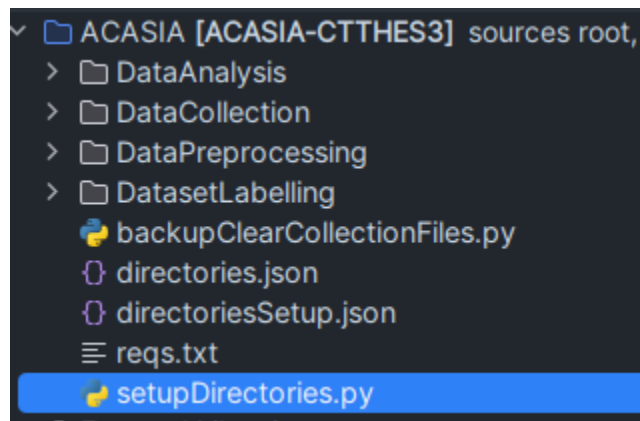 ACASIA [ACASIA-CTTHES3] sources root,
DataAnalysis
DataCollection
DataPreprocessing
DatasetLabelling
backupClearCollectionFiles.py
directories.json
directoriesSetup.json
reqs.txt
setupDirectories.py